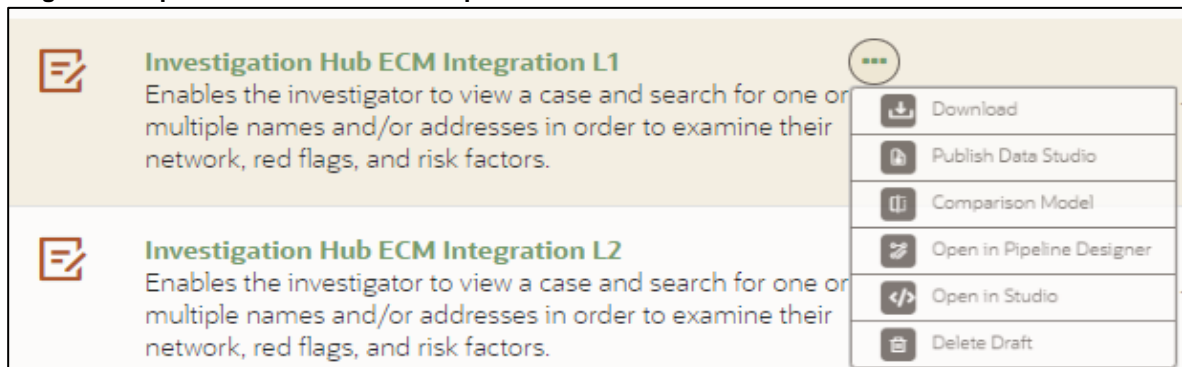 Investigation Hub ECM Integration L1
Enables the investigator to view a case and search for one or
multiple names and/or addresses in order to examine their
network, red flags, and risk factors.
Download
Publish Data Studio
Comparison Model
Open in Pipeline Designer
Open in Studio
Delete Draft
Investigation Hub ECM Integration L2
Enables the investigator to view a case and search for one or
multiple names and/or addresses in order to examine their
network, red flags, and risk factors.